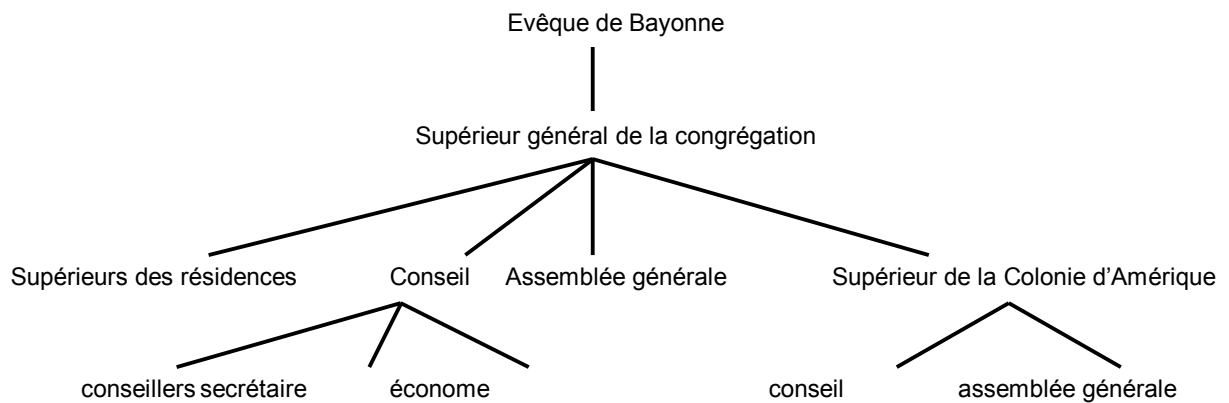 Evêque de Bayonne
Supérieur général de la congrégation
Supérieurs des résidences Conseil Assemblée générale Supérieur de la Colonie d’Amérique
conseillers secrétaire économe conseil assemblée générale